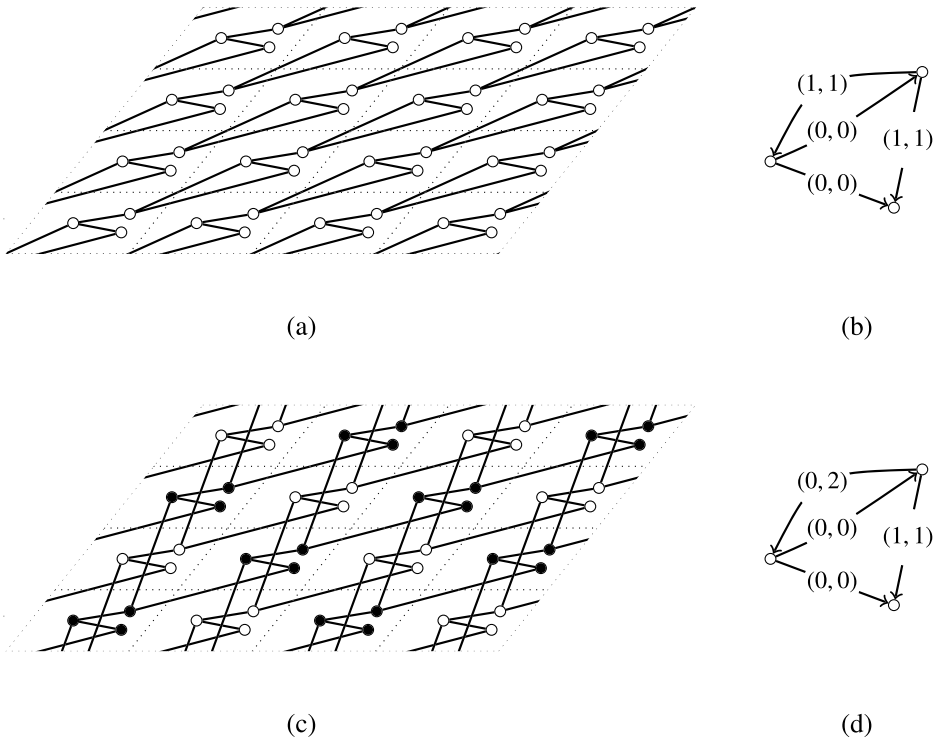 (1, 1)
(0, 0)
(1, 1)
(0, 0)
(a)
(b)
(0, 2)
(0, 0)
(1, 1)
(0, 0)
(c)
(d)